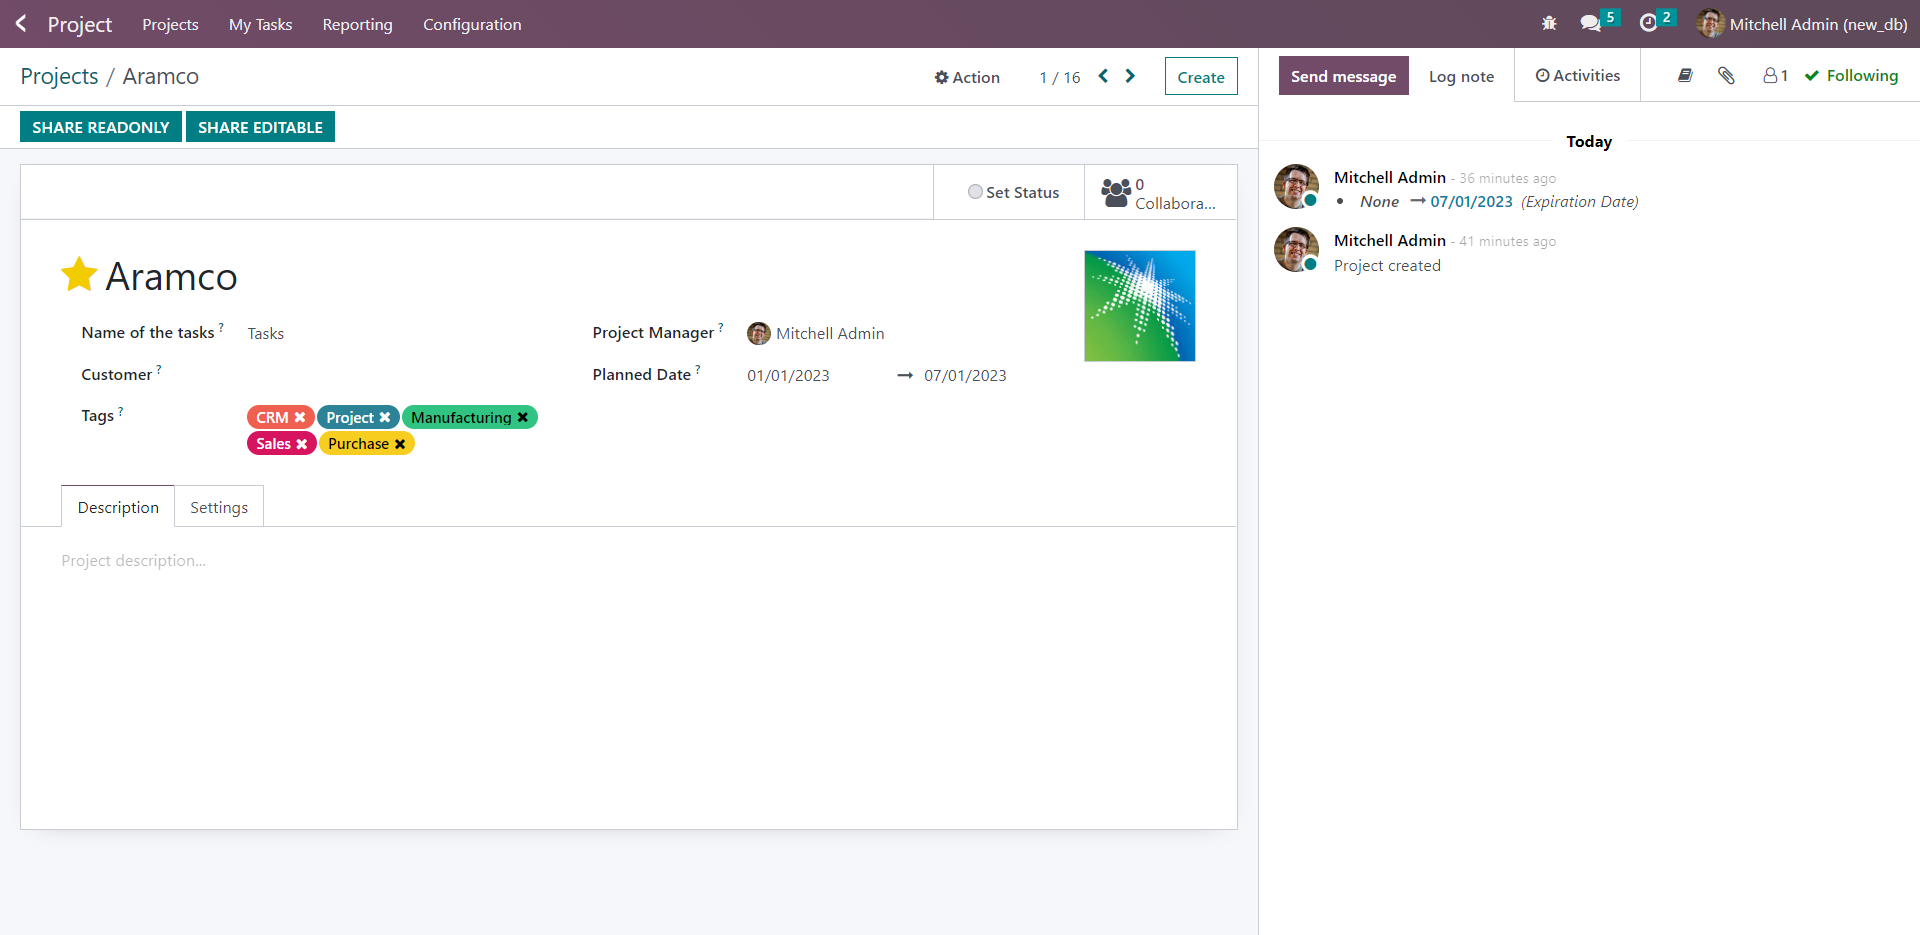 Project Projects My Tasks Reporting Configuration 5 2 Mitchell Admin (new_db)
Projects / Aramco Action 1 / 16 Create
SHARE READONLY SHARE EDITABLE
Set Status 0 Collabora...
Aramco
Name of the tasks ? Tasks
Customer ?
Tags ? CRM Project Manufacturing
Sales Purchase
Project Manager ? Mitchell Admin
Planned Date ? 01/01/2023 → 07/01/2023
Description Settings
Project description...
Send message Log note Activities 1 Following
Today
Mitchell Admin - 36 minutes ago
• None → 07/01/2023 (Expiration Date)
Mitchell Admin - 41 minutes ago
Project created